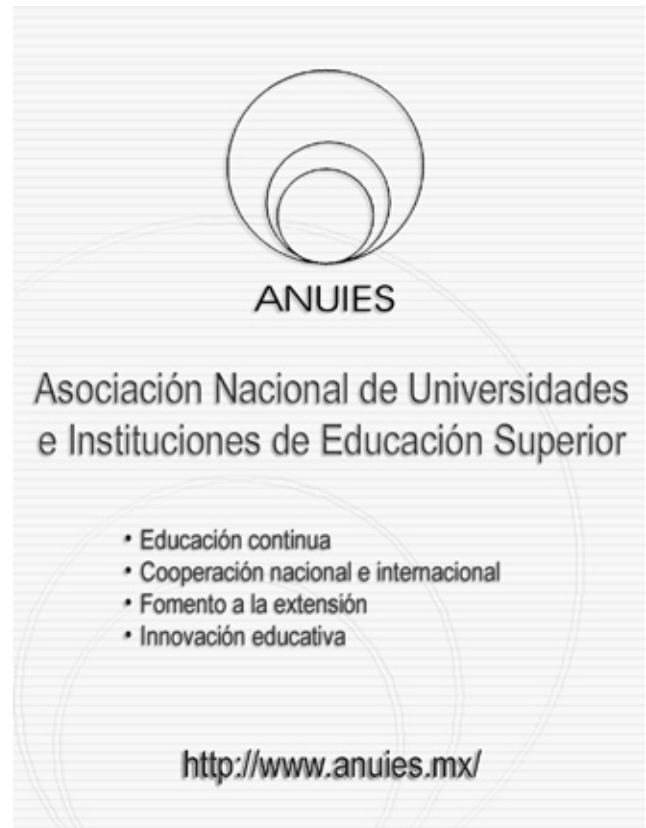 ANUIES
Asociación Nacional de Universidades
e Instituciones de Educación Superior
• Educación continua
• Cooperación nacional e internacional
• Fomento a la extensión
• Innovación educativa
http://www.anuies.mx/